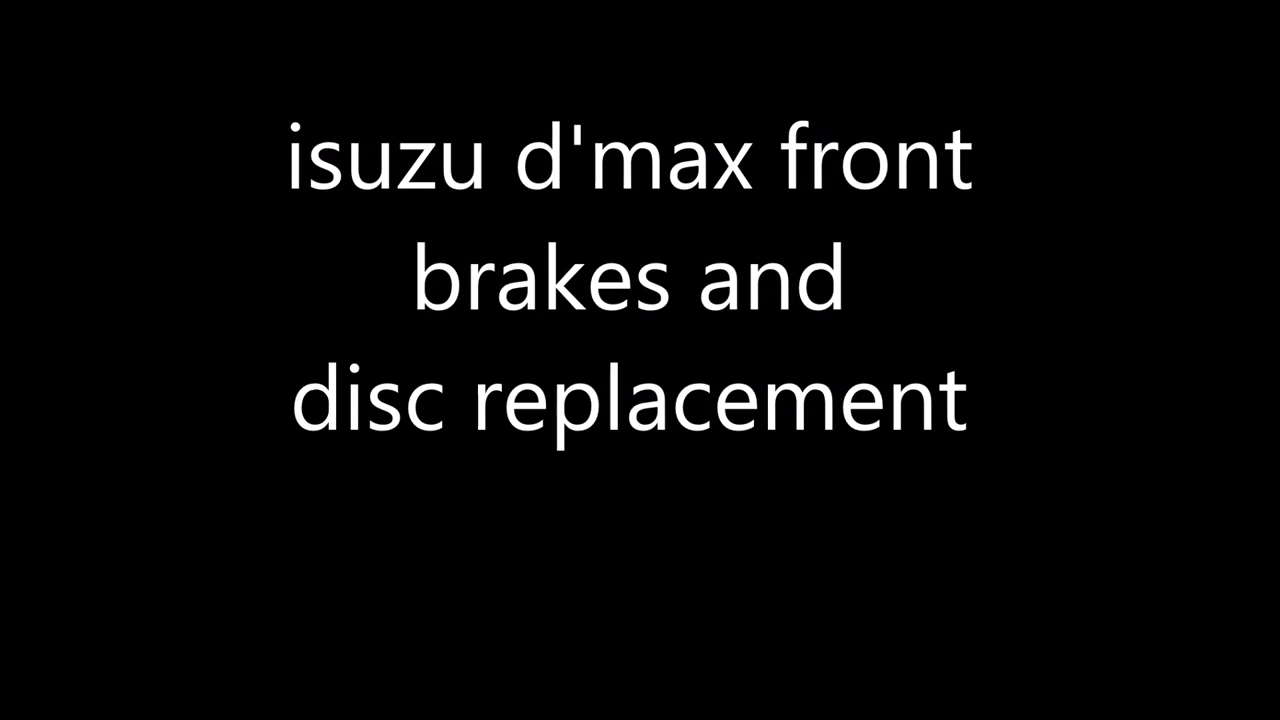 isuzu d'max front
brakes and
disc replacement